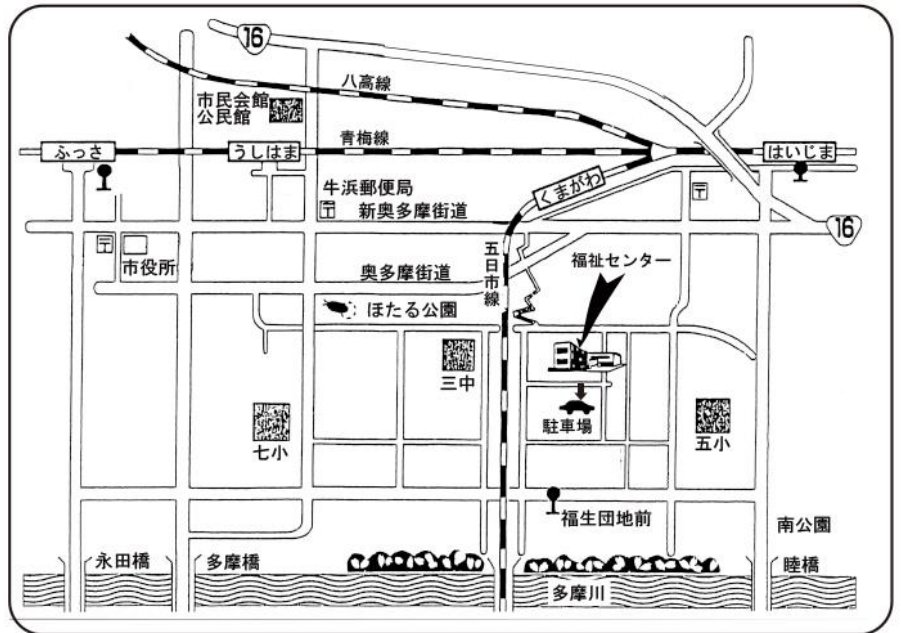 16
八高線
市民会館
公民館
青梅線
ふっさ
うしはま
はいじま
くまがわ
牛浜郵便局
〒
新奥多摩街道
〒
16
〒
市役所
五日市線
福祉センター
奥多摩街道
ほたる公園
三中
駐車場
七小
五小
福生団地前
南公園
永田橋
多摩橋
睦橋
多摩川